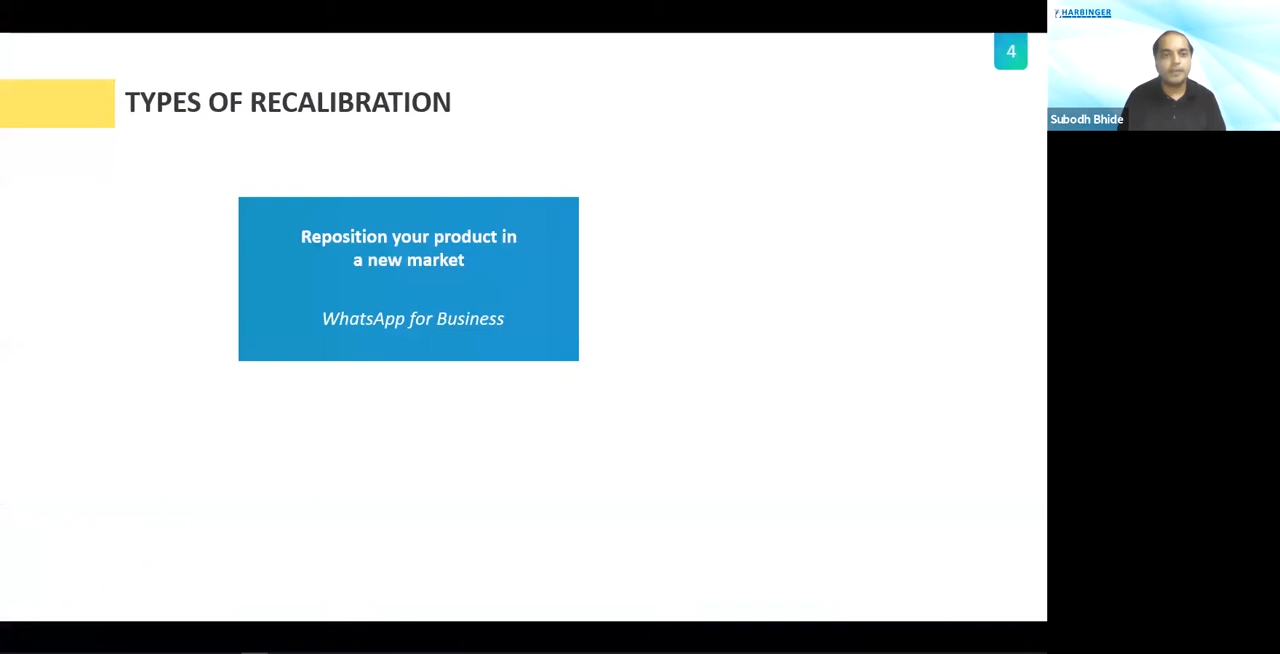 HARBINGER
4
TYPES OF RECALIBRATION
Subodh Bhide
Reposition your product in
a new market
WhatsApp for Business